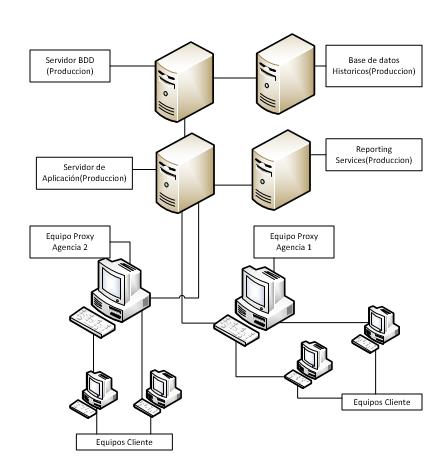 Servidor BDD
(Produccion)
Base de datos
Historicos(Produccion)
Servidor de
Aplicación(Produccion)
Reporting
Services(Produccion)
Equipo Proxy
Agencia 2
Equipo Proxy
Agencia 1
Equipos Cliente
Equipos Cliente